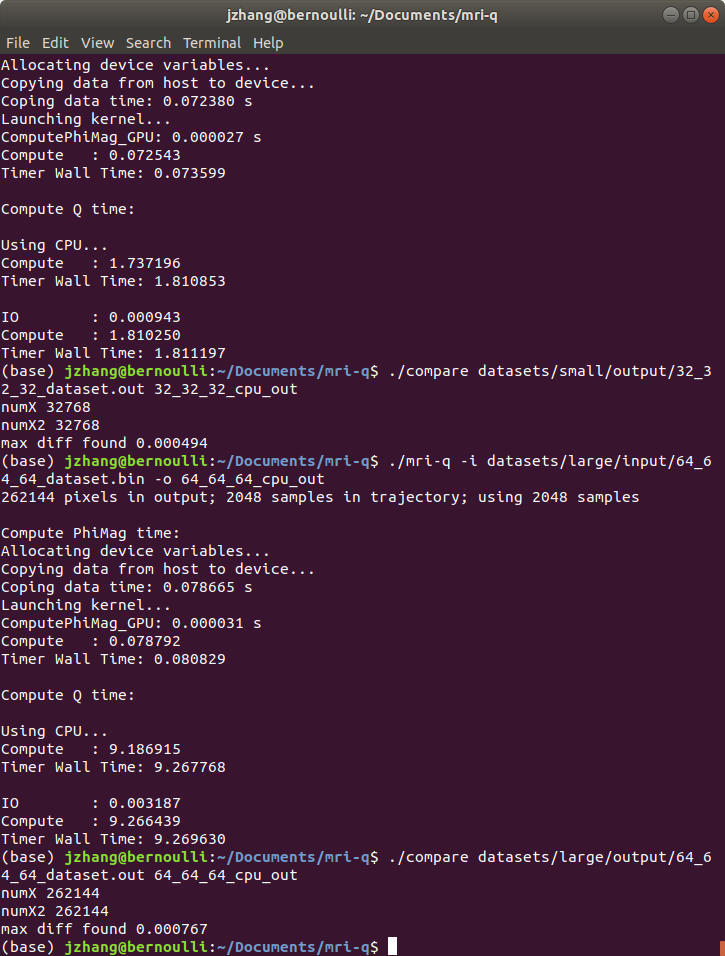 jzhang@bernoulli: ~/Documents/mri-q
File Edit View Search Terminal Help
Allocating device variables...
Copying data from host to device...
Coping data time: 0.072380 s
Launching kernel...
ComputePhiMag_GPU: 0.000027 s
Compute   : 0.072543
Timer Wall Time: 0.073599
Compute Q time:
Using CPU...
Compute   : 1.737196
Timer Wall Time: 1.810853
IO        : 0.000943
Compute   : 1.810250
Timer Wall Time: 1.811197
(base) jzhang@bernoulli:~/Documents/mri-q$ ./compare datasets/small/output/32_3
2_32_dataset.out 32_32_32_cpu_out
numX 32768
numX2 32768
max diff found 0.000494
(base) jzhang@bernoulli:~/Documents/mri-q$ ./mri-q -i datasets/large/input/64_6
4_64_dataset.bin -o 64_64_64_cpu_out
262144 pixels in output; 2048 samples in trajectory; using 2048 samples
Compute PhiMag time:
Allocating device variables...
Copying data from host to device...
Coping data time: 0.078665 s
Launching kernel...
ComputePhiMag_GPU: 0.000031 s
Compute   : 0.078792
Timer Wall Time: 0.080829
Compute Q time:
Using CPU...
Compute   : 9.186915
Timer Wall Time: 9.267768
IO        : 0.003187
Compute   : 9.266439
Timer Wall Time: 9.269630
(base) jzhang@bernoulli:~/Documents/mri-q$ ./compare datasets/large/output/64_6
4_64_dataset.out 64_64_64_cpu_out
numX 262144
numX2 262144
max diff found 0.000767
(base) jzhang@bernoulli:~/Documents/mri-q$